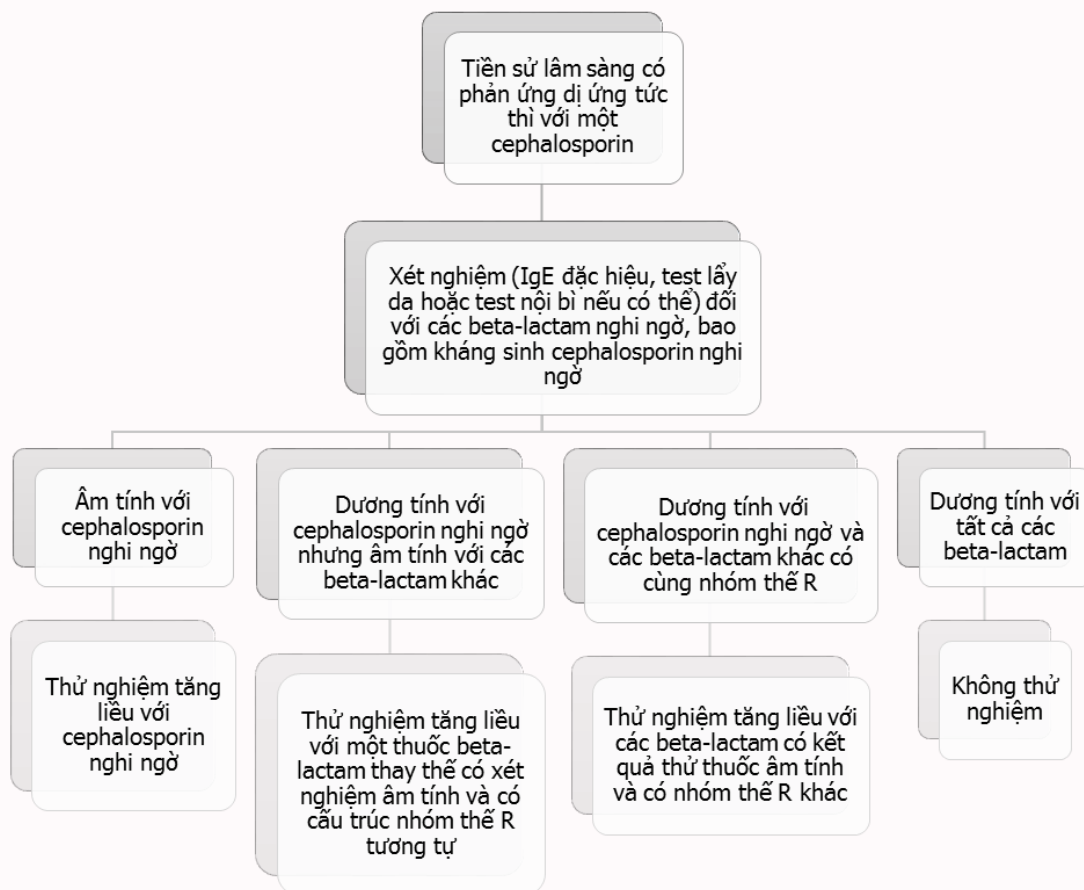 Tiền sử lâm sàng có
phản ứng dị ứng tức
thì với một
cephalosporin
Xét nghiệm (IgE đặc hiệu, test lẩy
da hoặc test nội bì nếu có thể) đối
với các beta-lactam nghi ngờ, bao
gồm kháng sinh cephalosporin nghi
ngờ
Âm tính với
cephalosporin
nghi ngờ
Dương tính với
cephalosporin nghi ngờ
nhưng âm tính với các
beta-lactam khác
Dương tính với
cephalosporin nghi ngờ và
các beta-lactam khác có
cùng nhóm thế R
Dương tính với
tất cả các
beta-lactam
Thử nghiệm tăng
liều với
cephalosporin
nghi ngờ
Thử nghiệm tăng liều
với một thuốc beta-
lactam thay thế có xét
nghiệm âm tính và có
cấu trúc nhóm thế R
tương tự
Thử nghiệm tăng liều với
các beta-lactam có kết
quả thử thuốc âm tính
và có nhóm thế R khác
Không thử
nghiệm